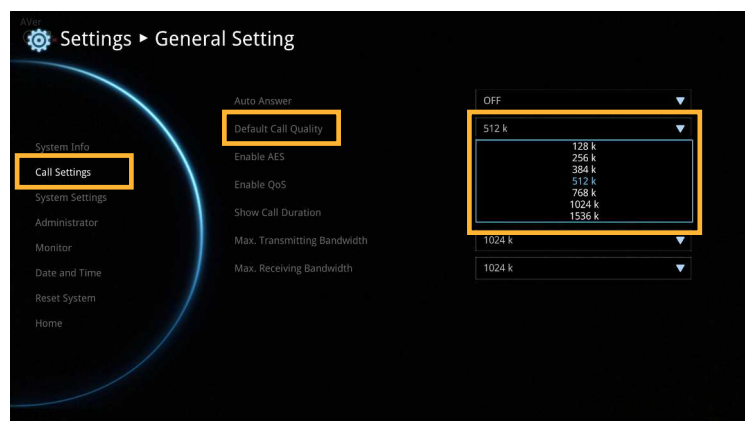 AVer
Settings ► General Setting
Auto Answer
OFF
Default Call Quality
512 k
128 k
256 k
384 k
512 k
768 k
1024 k
1536 k
System Info
Call Settings
System Settings
Administrator
Monitor
Date and Time
Reset System
Home
Enable AES
Enable QoS
Show Call Duration
Max. Transmitting Bandwidth
1024 k
Max. Receiving Bandwidth
1024 k